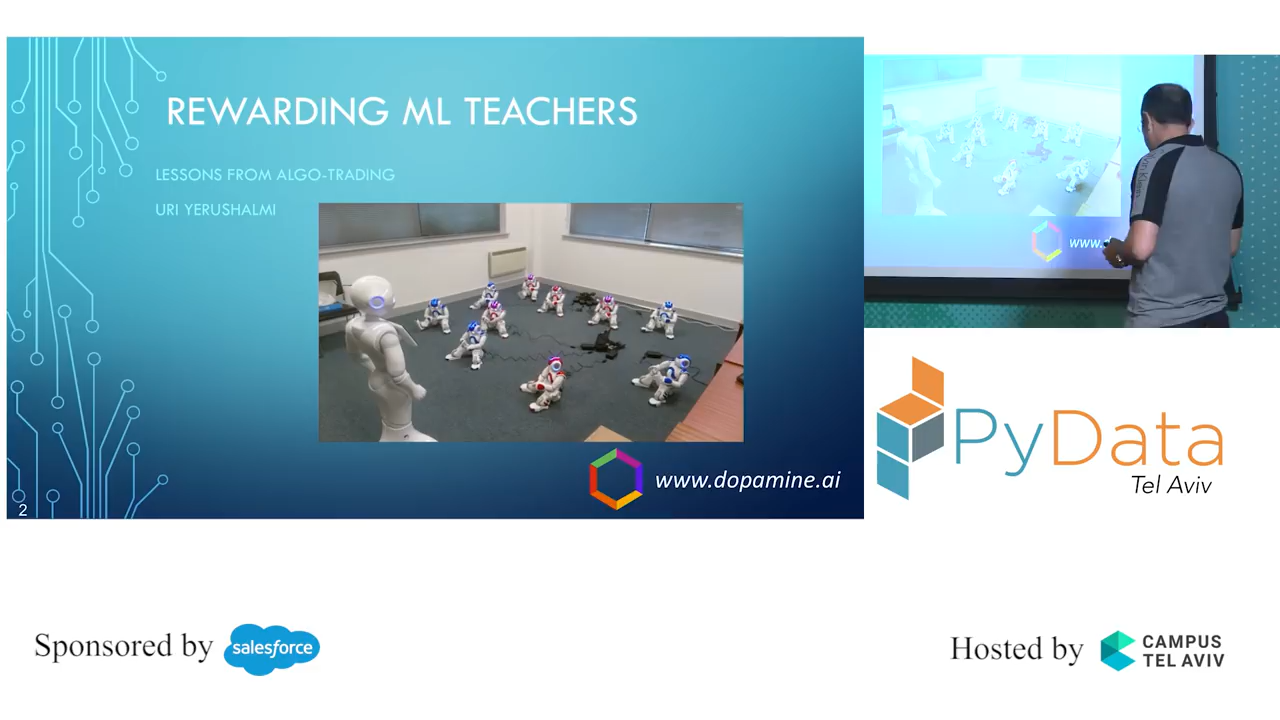 REWARDING ML TEACHERS
LESSONS FROM ALGO-TRADING
URI YERUSHALMI
www.dopamine.ai
2
www.
PyData
Tel Aviv
Sponsored by salesforce
Hosted by CAMPUS
TEL AVIV